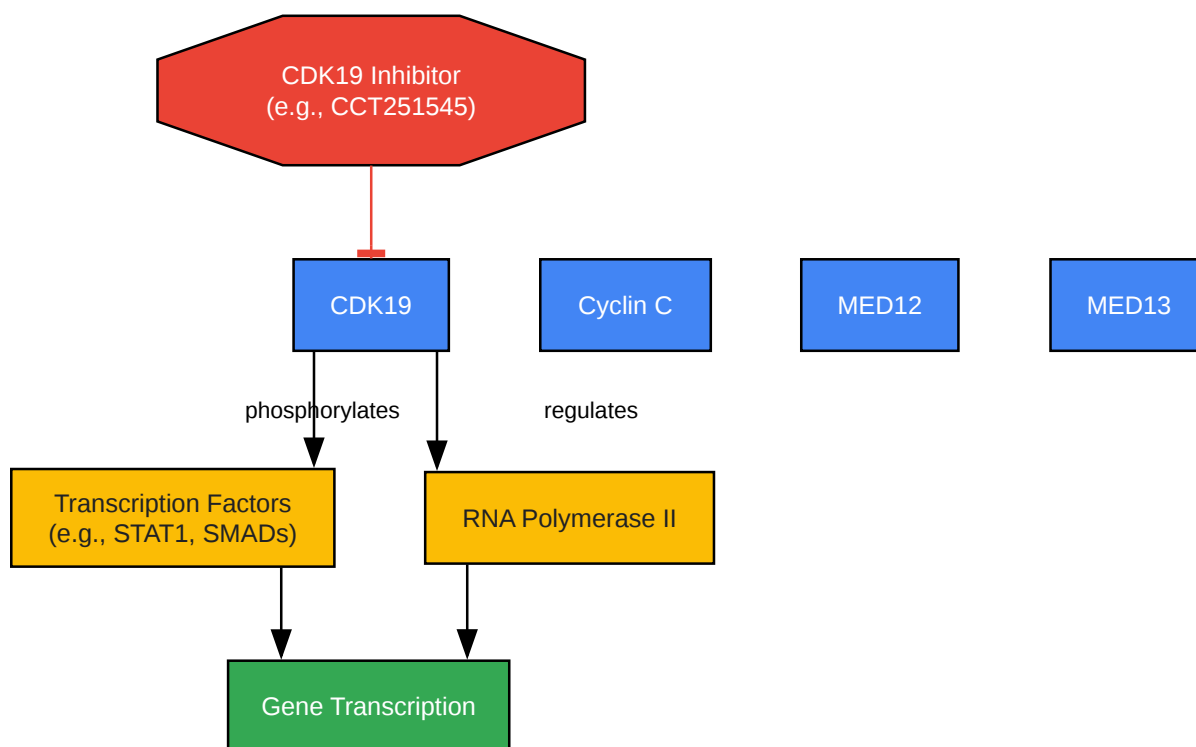 CDK19 Inhibitor
(e.g., CCT251545)
CDK19
Cyclin C
MED12
MED13
phosphorylates
regulates
Transcription Factors
(e.g., STAT1, SMADs)
RNA Polymerase II
Gene Transcription